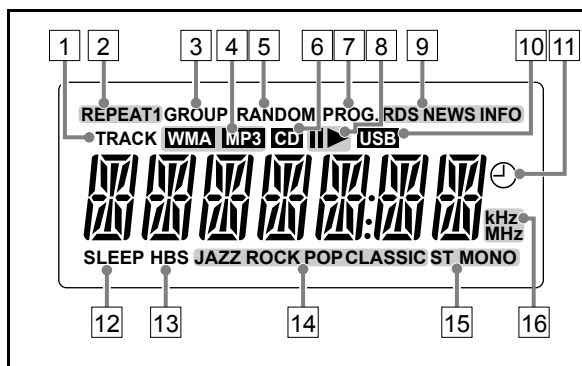 1 2 3 4 5 6 7 8 9 10 11
REPEAT1 GROUP RANDOM PROG. RDS NEWS INFO
TRACK WMA MP3 CD USB
kHz
MHz
SLEEP HBS JAZZ ROCK POP CLASSIC ST MONO
12 13 14 15 16